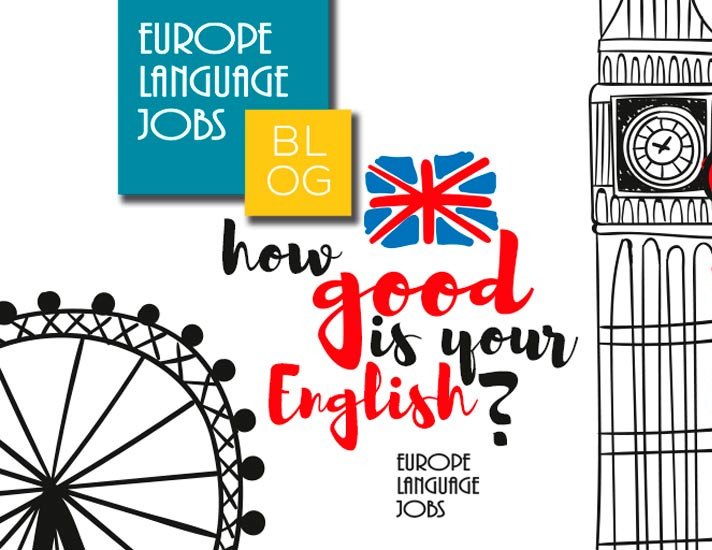 EUROPE
LANGUAGE
JOBS
BL
OG
how
good
is your
English?
EUROPE
LANGUAGE
JOBS